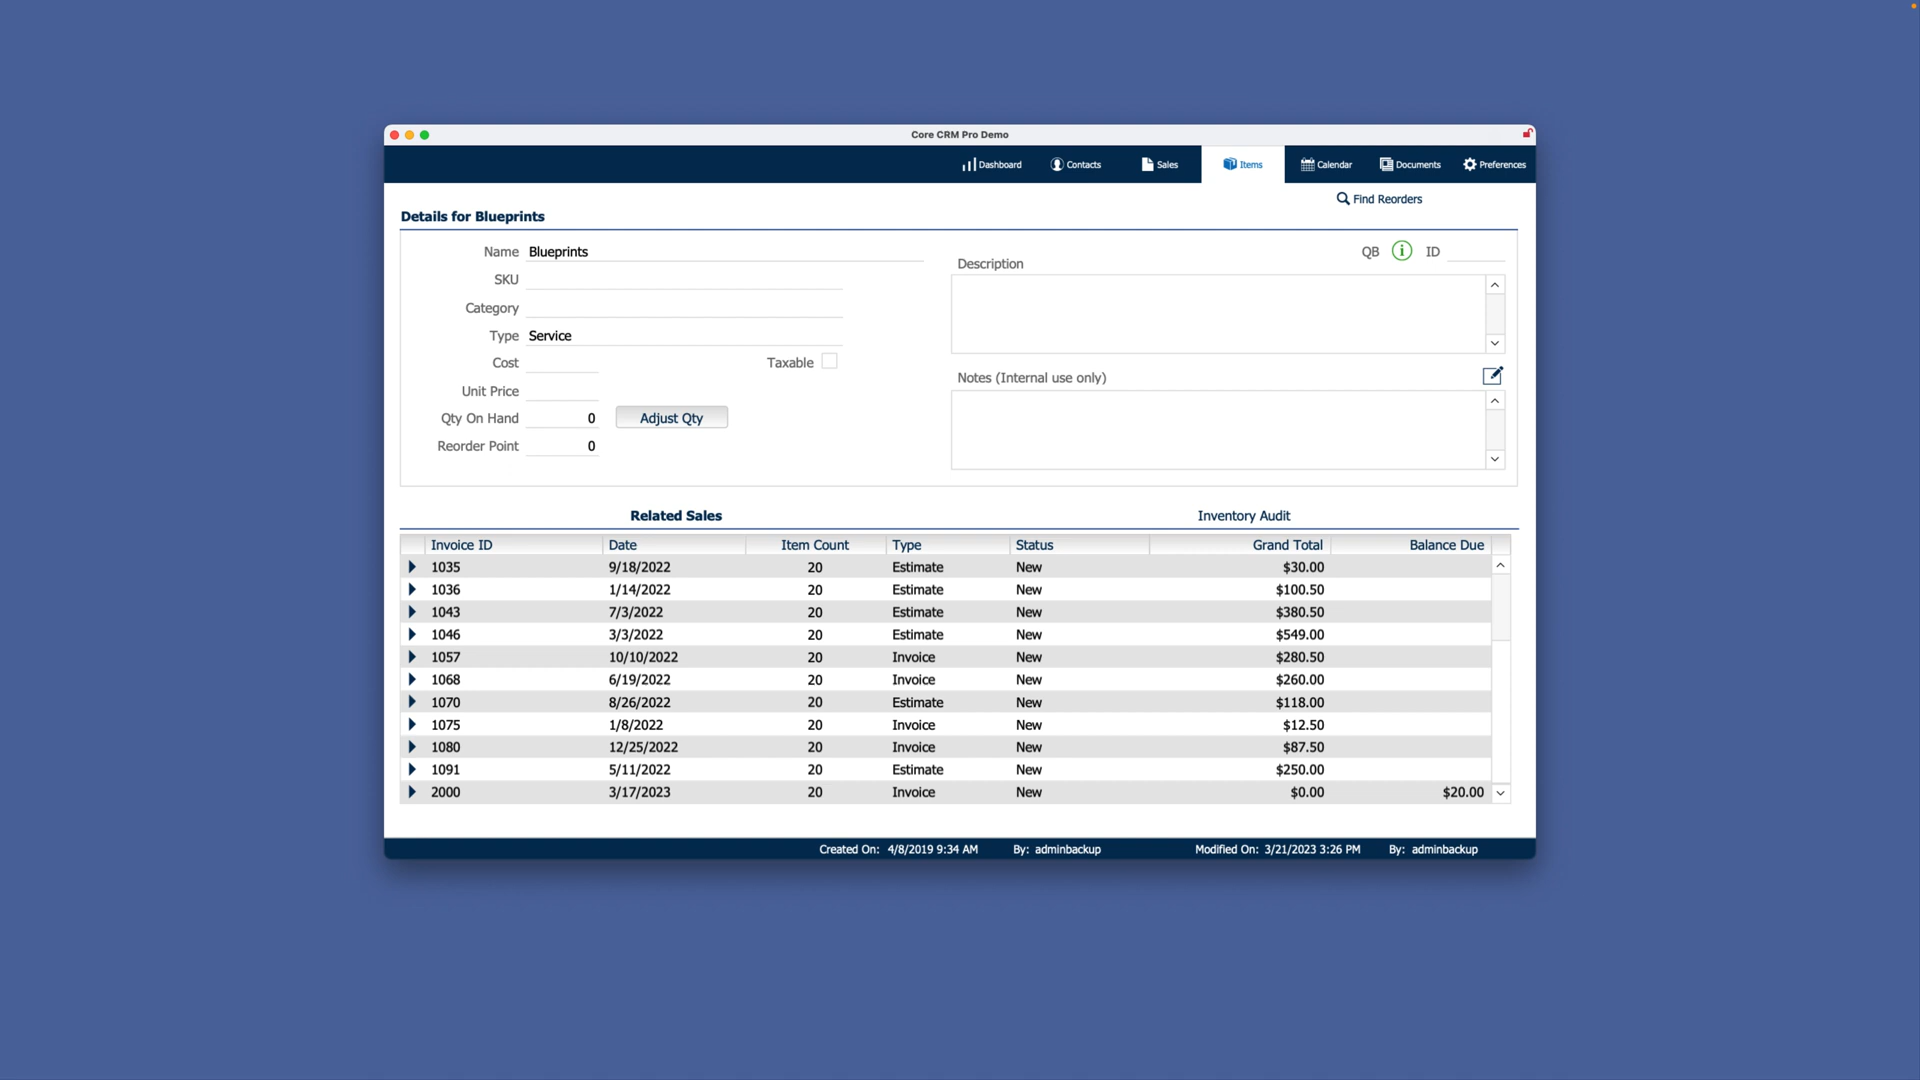 Core CRM Pro Demo
Dashboard Contacts Sales Items Calendar Documents Preferences
Find Reorders
Details for Blueprints
Name Blueprints
QB i ID
SKU
Description
Category
Type Service
Cost
Taxable
Unit Price
Notes (Internal use only)
Qty On Hand 0 Adjust Qty
Reorder Point 0
Related Sales Inventory Audit
Invoice ID Date Item Count Type Status Grand Total Balance Due
1035 9/18/2022 20 Estimate New $30.00
1036 1/14/2022 20 Estimate New $100.50
1043 7/3/2022 20 Estimate New $380.50
1046 3/3/2022 20 Estimate New $549.00
1057 10/10/2022 20 Invoice New $280.50
1068 6/19/2022 20 Invoice New $260.00
1070 8/26/2022 20 Estimate New $118.00
1075 1/8/2022 20 Invoice New $12.50
1080 12/25/2022 20 Invoice New $87.50
1091 5/11/2022 20 Estimate New $250.00
2000 3/17/2023 20 Invoice New $0.00 $20.00
Created On: 4/8/2019 9:34 AM By: adminbackup Modified On: 3/21/2023 3:26 PM By: adminbackup